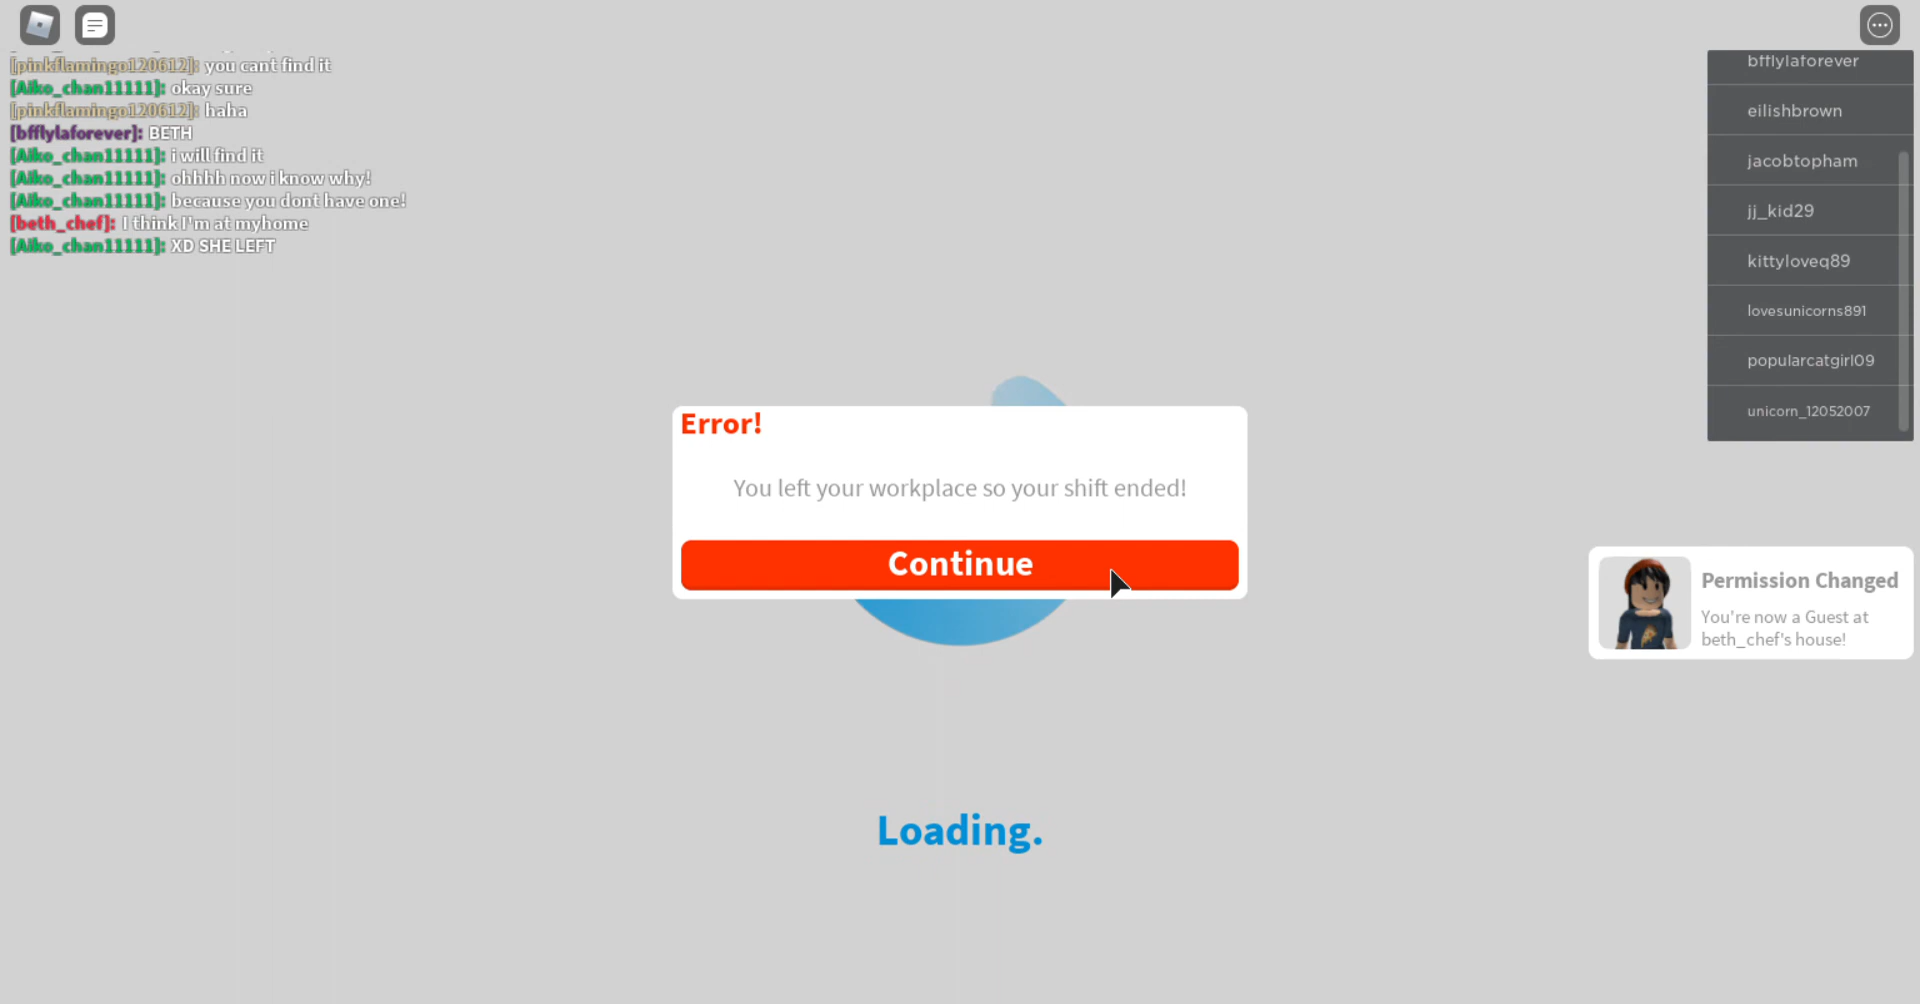 [pinkflamingo120612]: you cant find it
[Aiko_chan11111]: okay sure
[pinkflamingo120612]: haha
[bfflylaforever]: BETH
[Aiko_chan11111]: i will find it
[Aiko_chan11111]: ohhhh now i know why!
[Aiko_chan11111]: because you dont have one!
[beth_chef]: I think I'm at myhome
[Aiko_chan11111]: XD SHE LEFT
bfflylaforever
eilishbrown
jacobtopham
jj_kid29
kittyloveq89
lovesunicorns891
popularcatgirl09
unicorn_12052007
Error!
You left your workplace so your shift ended!
Continue
Permission Changed
You're now a Guest at
beth_chef's house!
Loading.